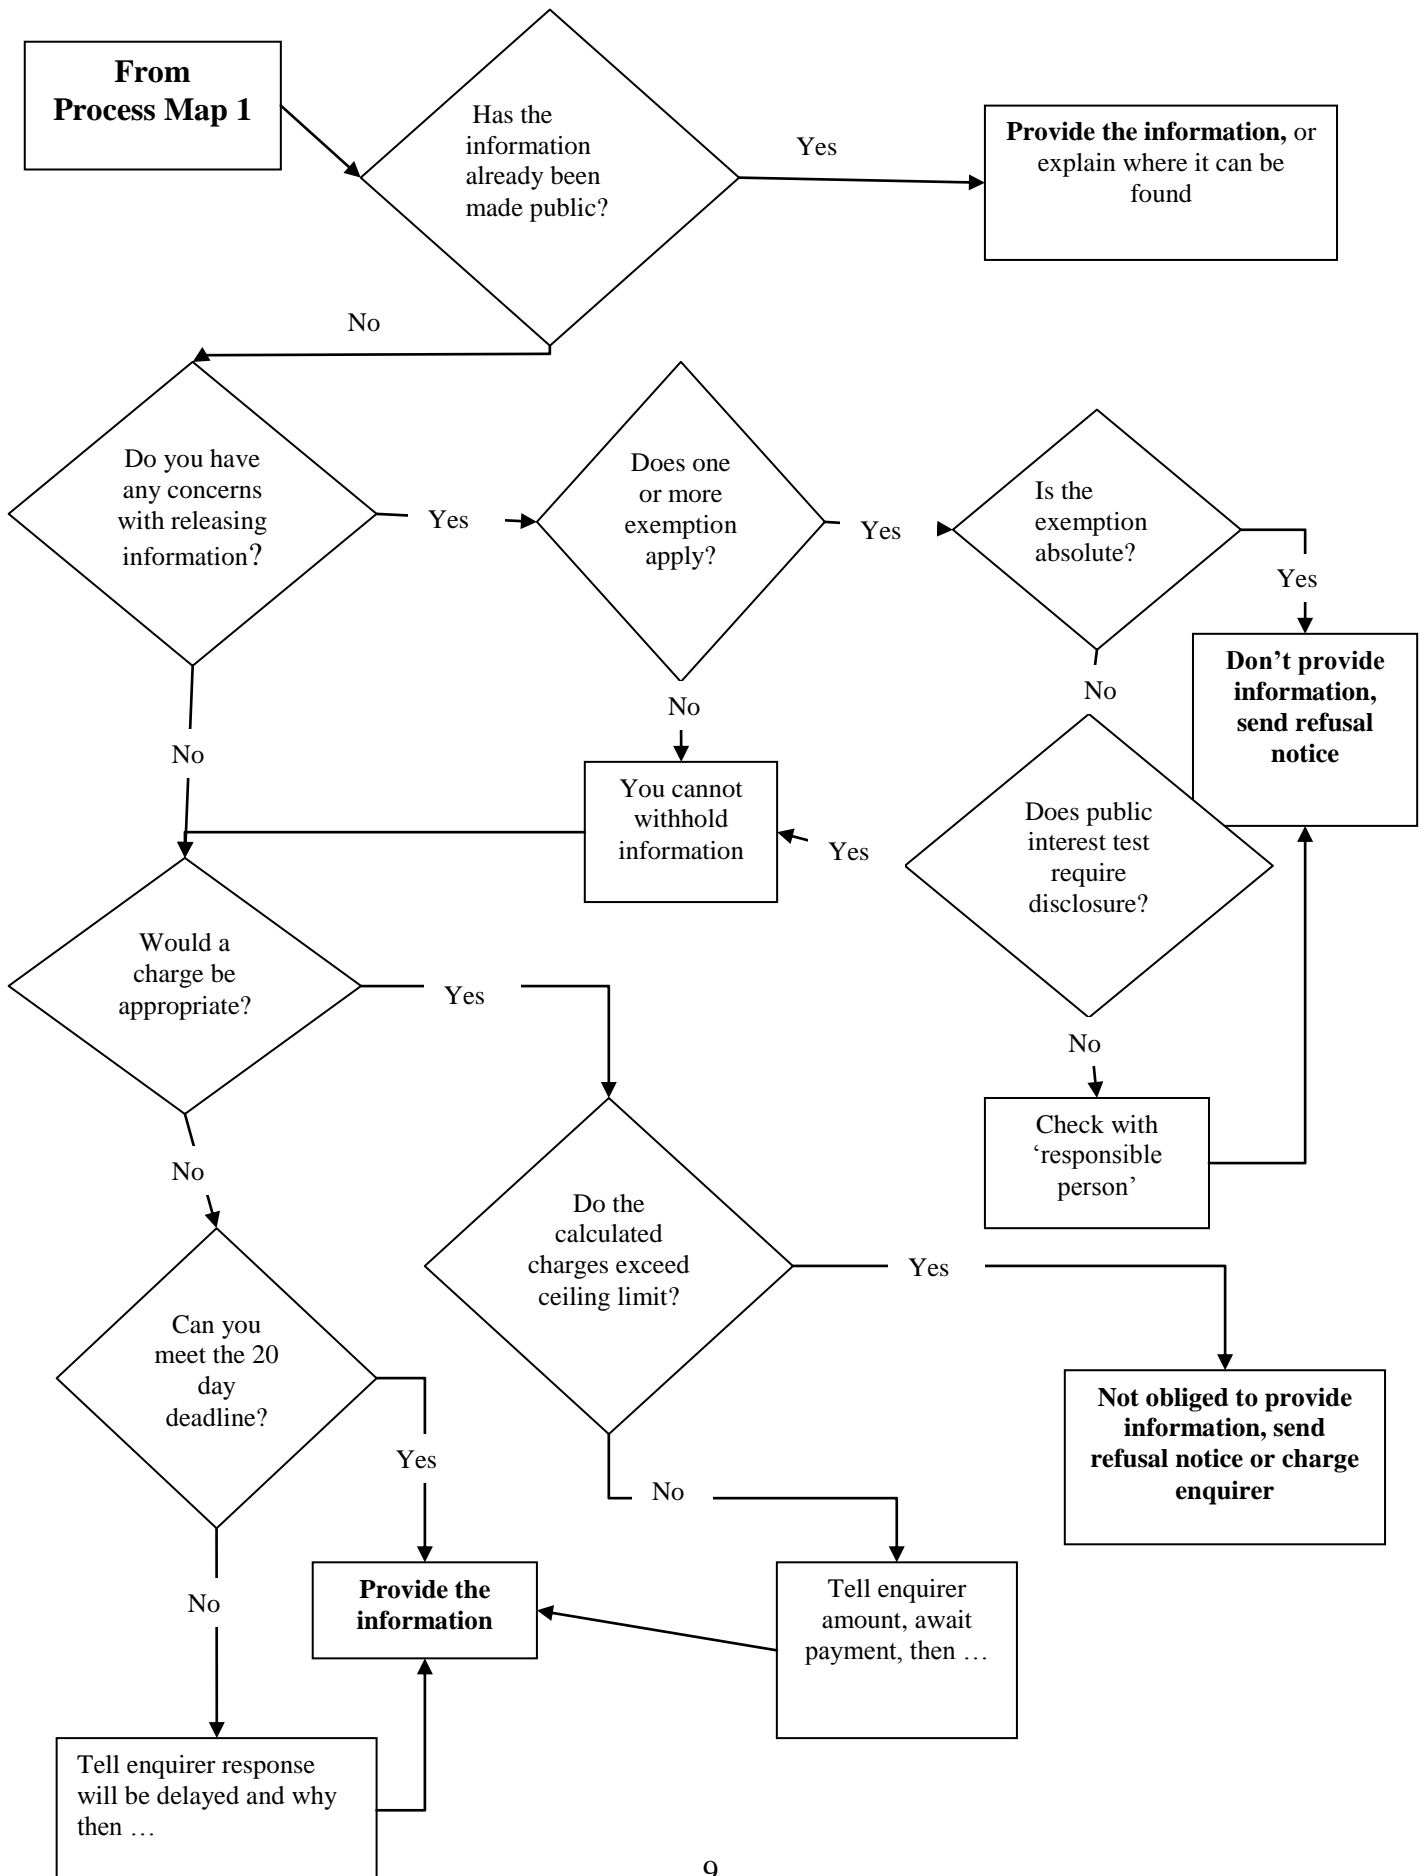 From
Process Map 1
Has the
information
already been
made public?
Yes
Provide the information, or
explain where it can be
found
No
Do you have
any concerns
with releasing
information?
Yes
Does one
or more
exemption
apply?
Yes
Is the
exemption
absolute?
Yes
Don’t provide
information,
send refusal
notice
No
No
No
You cannot
withhold
information
Yes
Does public
interest test
require
disclosure?
Would a
charge be
appropriate?
Yes
No
Check with
‘responsible
person’
No
Do the
calculated
charges exceed
ceiling limit?
Yes
Can you
meet the 20
day
deadline?
Yes
Not obliged to provide
information, send
refusal notice or charge
enquirer
No
No
Provide the
information
Tell enquirer
amount, await
payment, then …
Tell enquirer response
will be delayed and why
then …
9